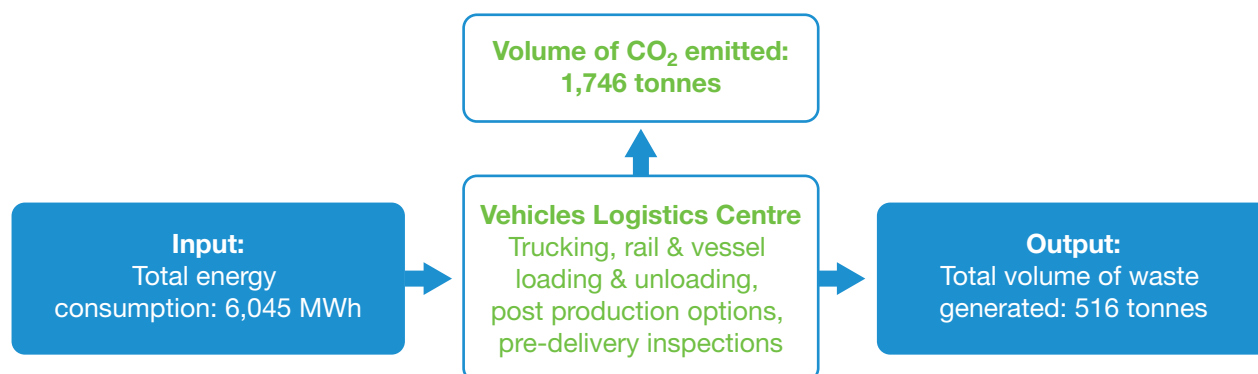 Volume of CO₂ emitted:
1,746 tonnes
Input:
Total energy
consumption: 6,045 MWh
Vehicles Logistics Centre
Trucking, rail & vessel
loading & unloading,
post production options,
pre-delivery inspections
Output:
Total volume of waste
generated: 516 tonnes